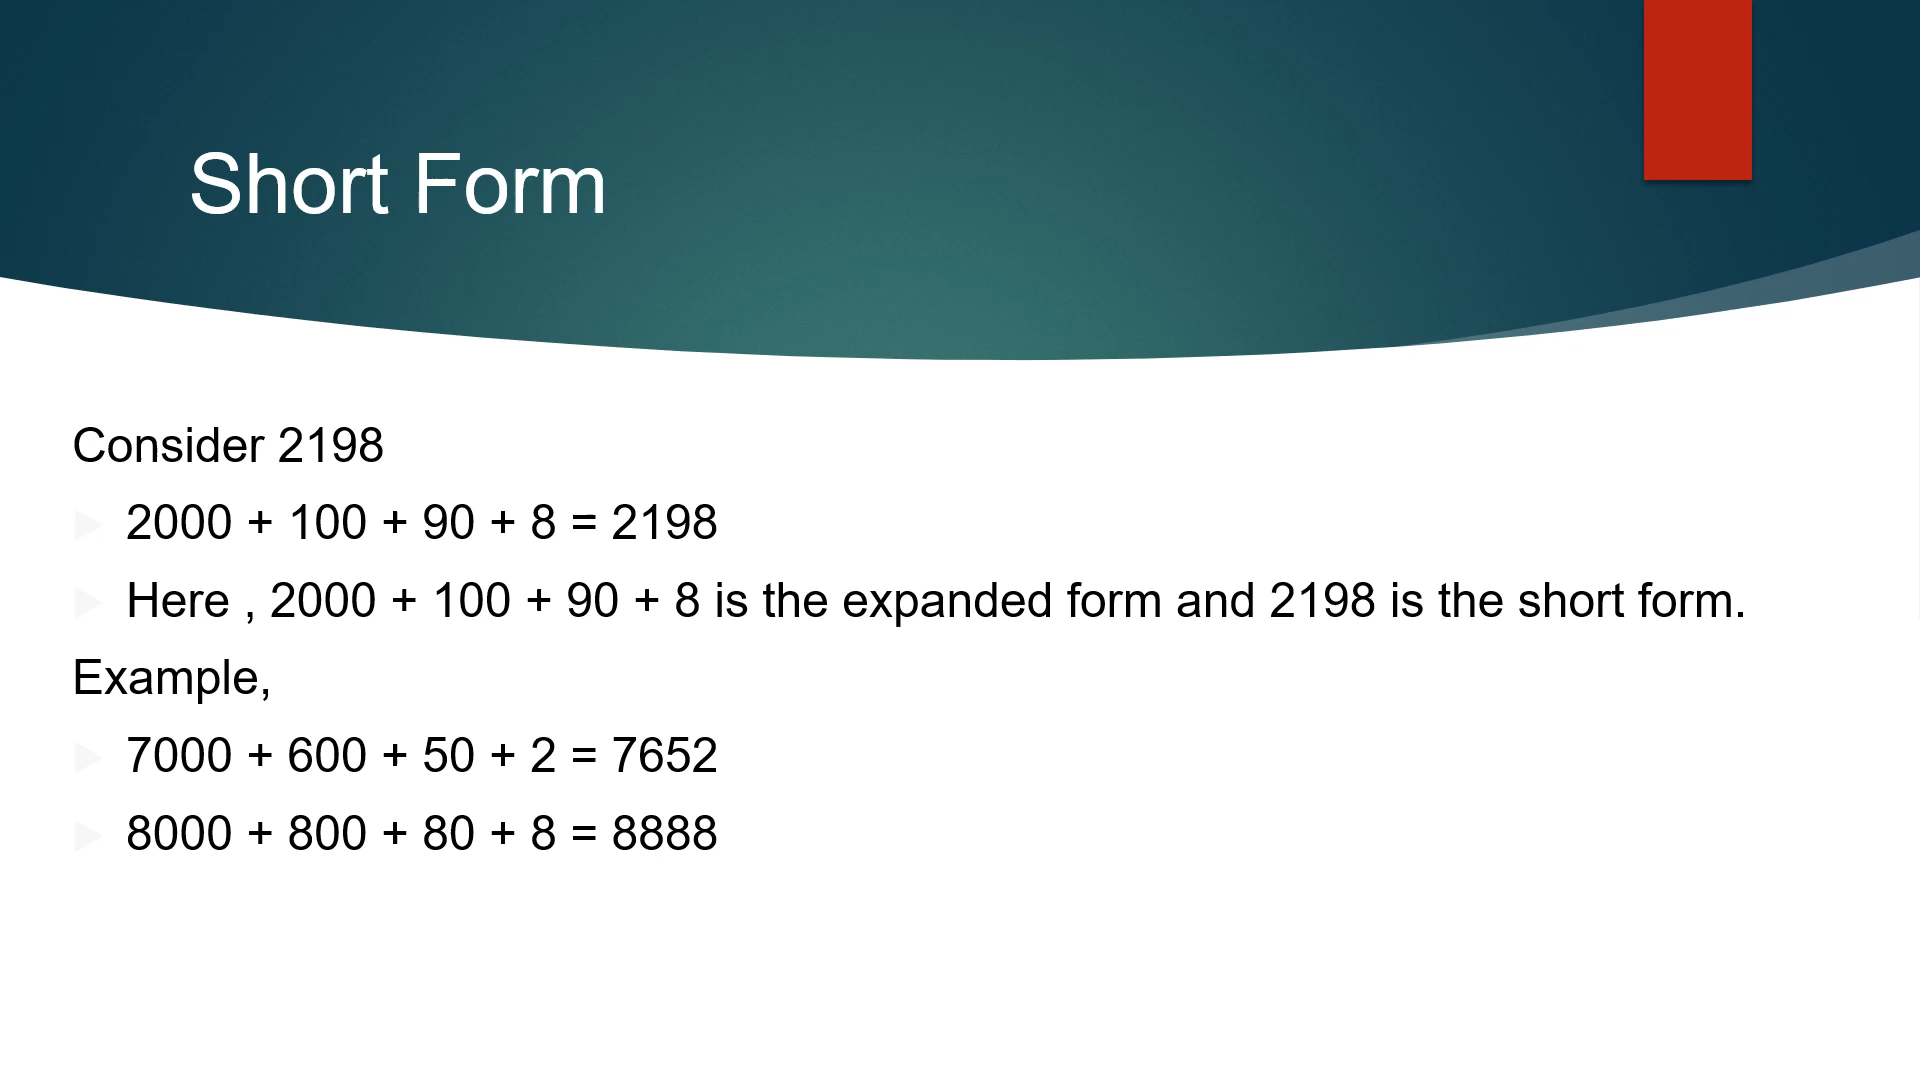 Short Form
Consider 2198
2000 + 100 + 90 + 8 = 2198
Here , 2000 + 100 + 90 + 8 is the expanded form and 2198 is the short form.
Example,
7000 + 600 + 50 + 2 = 7652
8000 + 800 + 80 + 8 = 8888